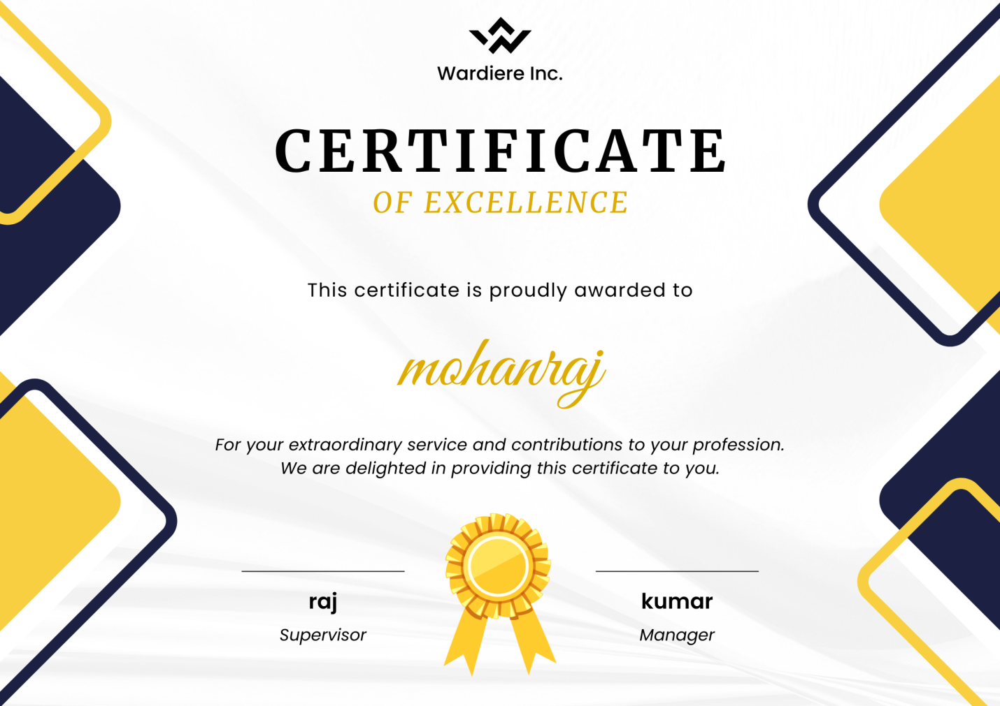 Wardiere Inc.
CERTIFICATE
OF EXCELLENCE
This certificate is proudly awarded to
mohanraj
For your extraordinary service and contributions to your profession.
We are delighted in providing this certificate to you.
raj
Supervisor
kumar
Manager